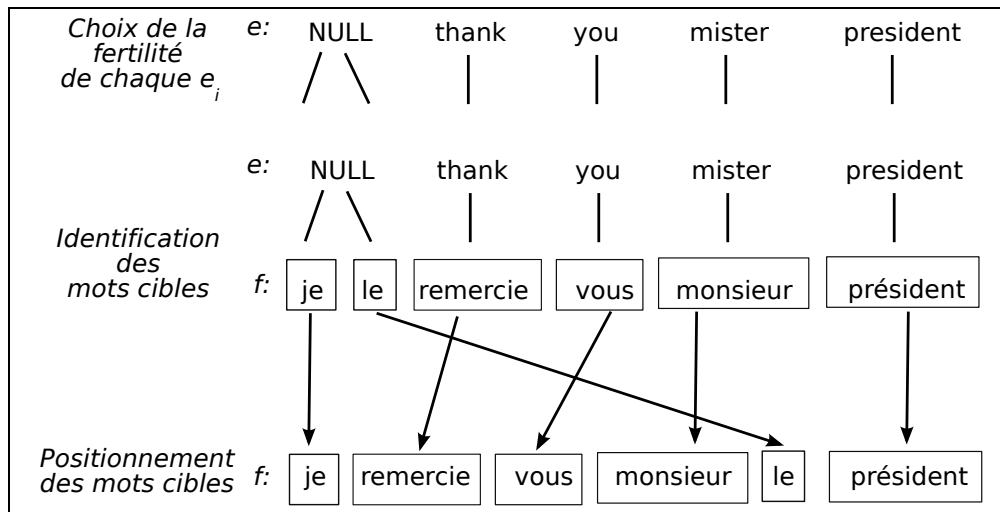 Choix de la
fertilité
de chaque e_i
e: NULL thank you mister president
e: NULL thank you mister president
Identification
des
mots cibles
f: je le remercie vous monsieur président
Positionnement
des mots cibles
f: je remercie vous monsieur le président